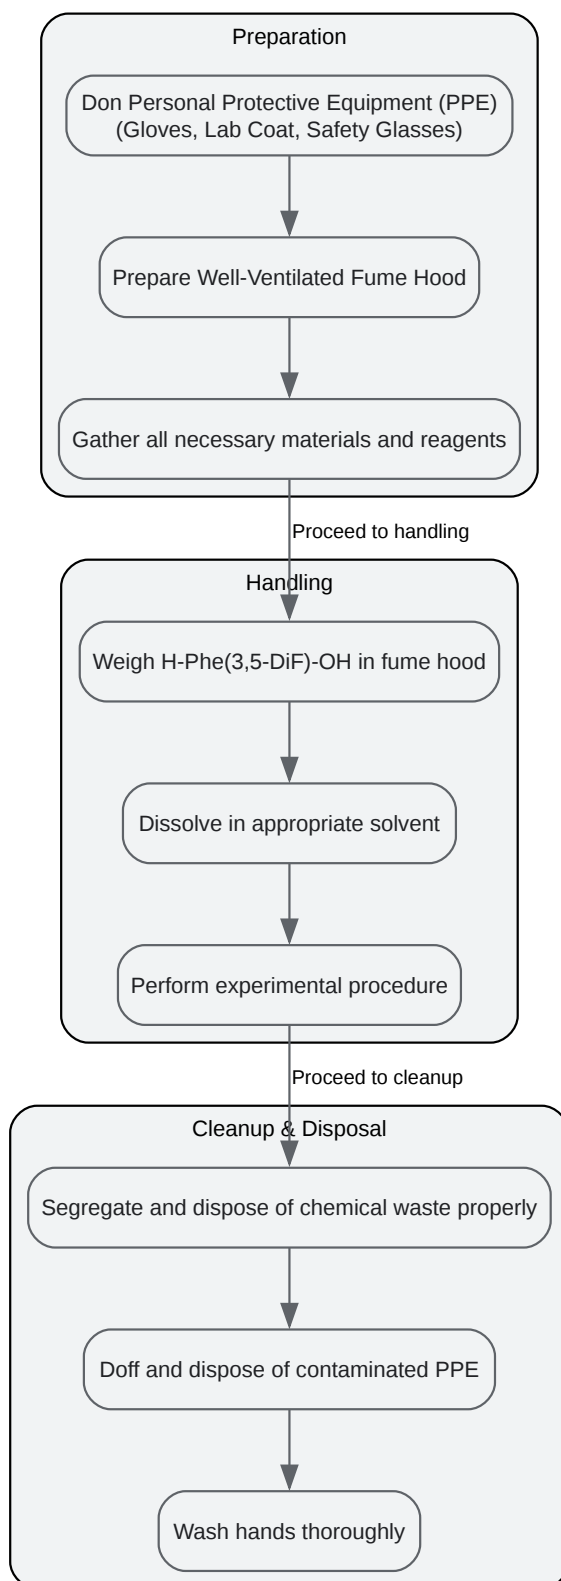 Preparation
Don Personal Protective Equipment (PPE)
(Gloves, Lab Coat, Safety Glasses)
Prepare Well-Ventilated Fume Hood
Gather all necessary materials and reagents
Proceed to handling
Handling
Weigh H-Phe(3,5-DiF)-OH in fume hood
Dissolve in appropriate solvent
Perform experimental procedure
Proceed to cleanup
Cleanup & Disposal
Segregate and dispose of chemical waste properly
Doff and dispose of contaminated PPE
Wash hands thoroughly